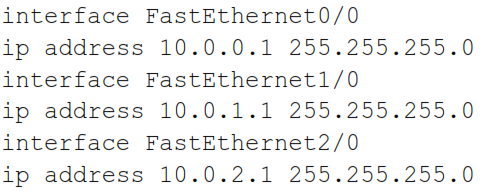 interface FastEthernet0/0
ip address 10.0.0.1 255.255.255.0
interface FastEthernet1/0
ip address 10.0.1.1 255.255.255.0
interface FastEthernet2/0
ip address 10.0.2.1 255.255.255.0